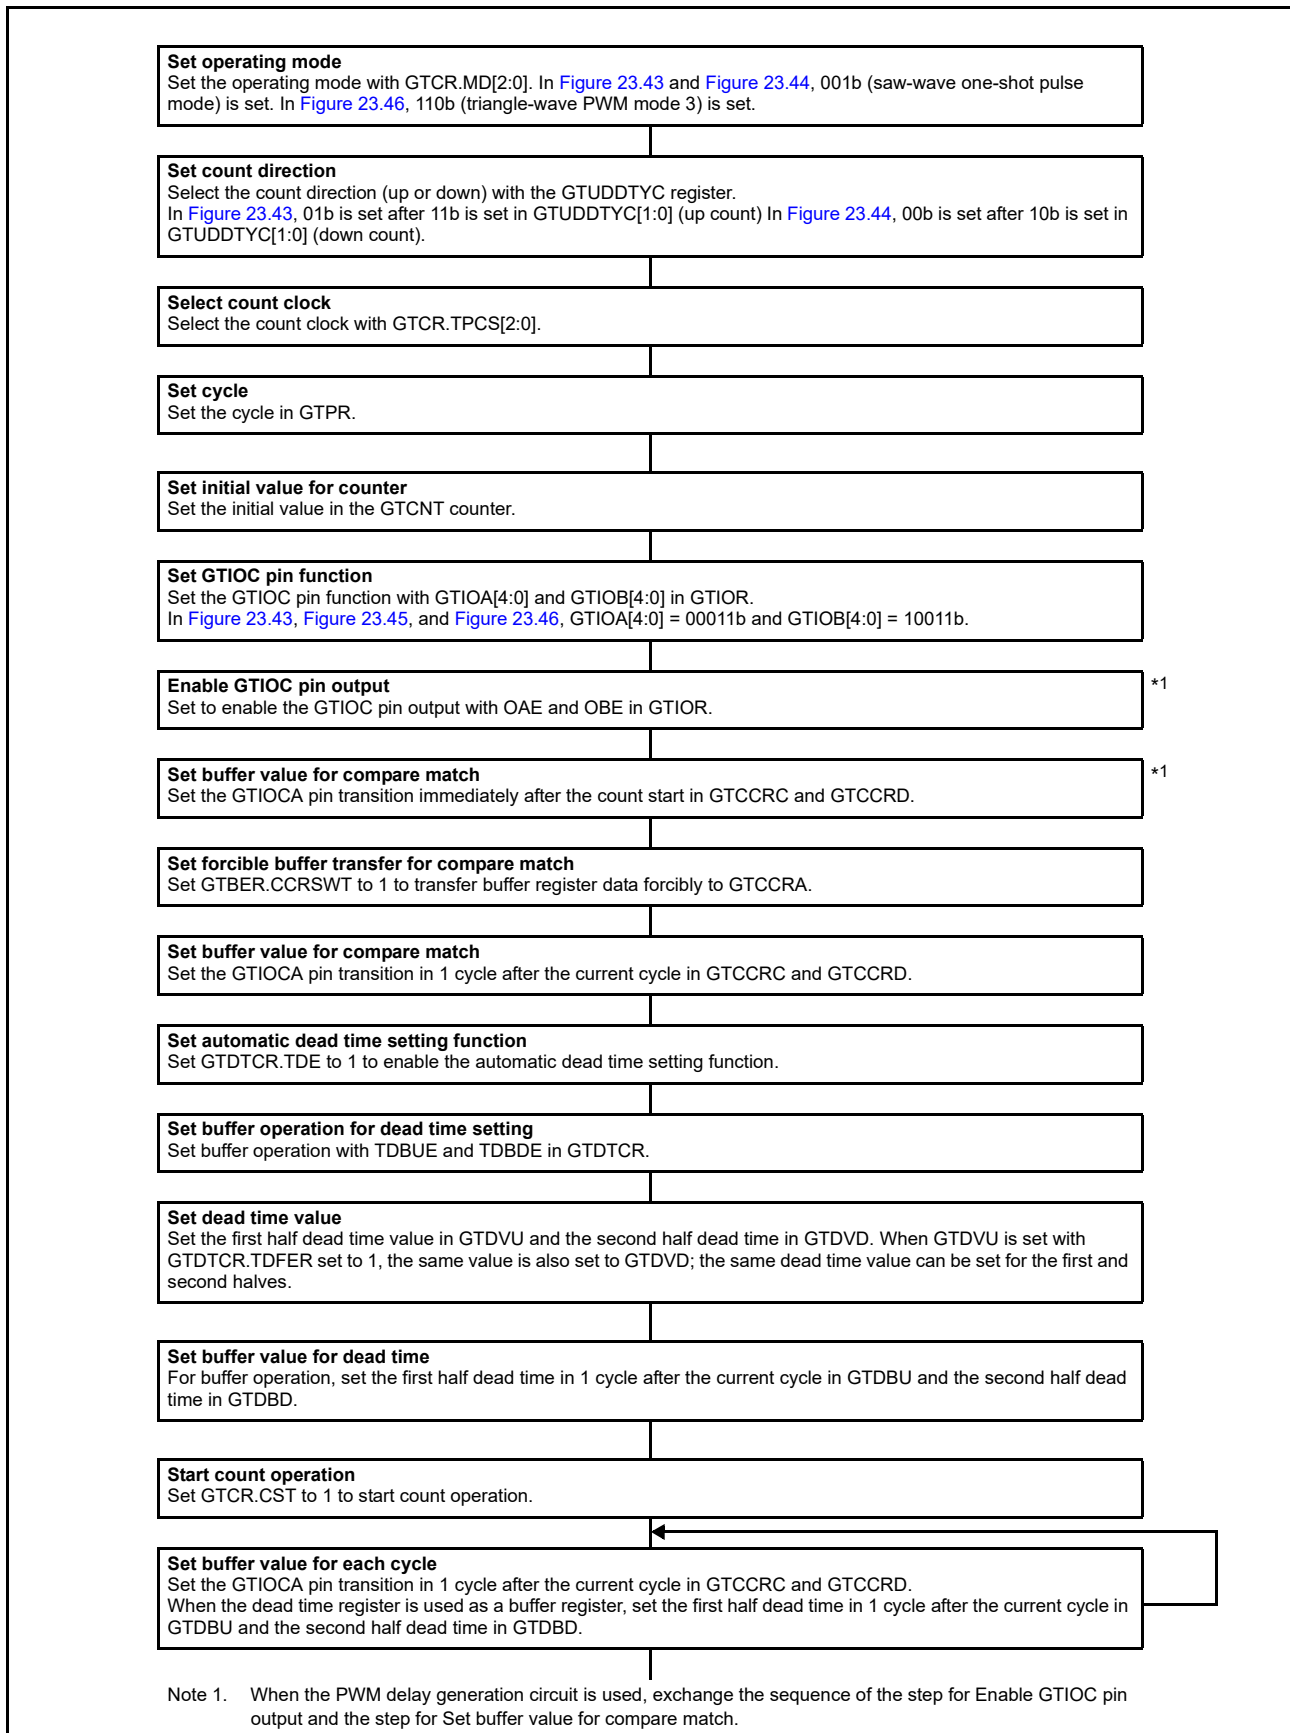 Set operating mode
Set the operating mode with GTCR.MD[2:0]. In Figure 23.43 and Figure 23.44, 001b (saw-wave one-shot pulse
mode) is set. In Figure 23.46, 110b (triangle-wave PWM mode 3) is set.
Set count direction
Select the count direction (up or down) with the GTUDDTYC register.
In Figure 23.43, 01b is set after 11b is set in GTUDDTYC[1:0] (up count) In Figure 23.44, 00b is set after 10b is set in
GTUDDTYC[1:0] (down count).
Select count clock
Select the count clock with GTCR.TPCS[2:0].
Set cycle
Set the cycle in GTPR.
Set initial value for counter
Set the initial value in the GTCNT counter.
Set GTIOC pin function
Set the GTIOC pin function with GTIOA[4:0] and GTIOB[4:0] in GTIOR.
In Figure 23.43, Figure 23.45, and Figure 23.46, GTIOA[4:0] = 00011b and GTIOB[4:0] = 10011b.
Enable GTIOC pin output *1
Set to enable the GTIOC pin output with OAE and OBE in GTIOR.
Set buffer value for compare match *1
Set the GTIOCA pin transition immediately after the count start in GTCCRC and GTCCRD.
Set forcible buffer transfer for compare match
Set GTBER.CCRSWT to 1 to transfer buffer register data forcibly to GTCCRA.
Set buffer value for compare match
Set the GTIOCA pin transition in 1 cycle after the current cycle in GTCCRC and GTCCRD.
Set automatic dead time setting function
Set GTDTCR.TDE to 1 to enable the automatic dead time setting function.
Set buffer operation for dead time setting
Set buffer operation with TDBUE and TDBDE in GTDTCR.
Set dead time value
Set the first half dead time value in GTDVU and the second half dead time in GTDVD. When GTDVU is set with
GTDTCR.TDFER set to 1, the same value is also set to GTDVD; the same dead time value can be set for the first and
second halves.
Set buffer value for dead time
For buffer operation, set the first half dead time in 1 cycle after the current cycle in GTDBU and the second half dead
time in GTDBD.
Start count operation
Set GTCR.CST to 1 to start count operation.
Set buffer value for each cycle
Set the GTIOCA pin transition in 1 cycle after the current cycle in GTCCRC and GTCCRD.
When the dead time register is used as a buffer register, set the first half dead time in 1 cycle after the current cycle in
GTDBU and the second half dead time in GTDBD.
Note 1. When the PWM delay generation circuit is used, exchange the sequence of the step for Enable GTIOC pin
output and the step for Set buffer value for compare match.